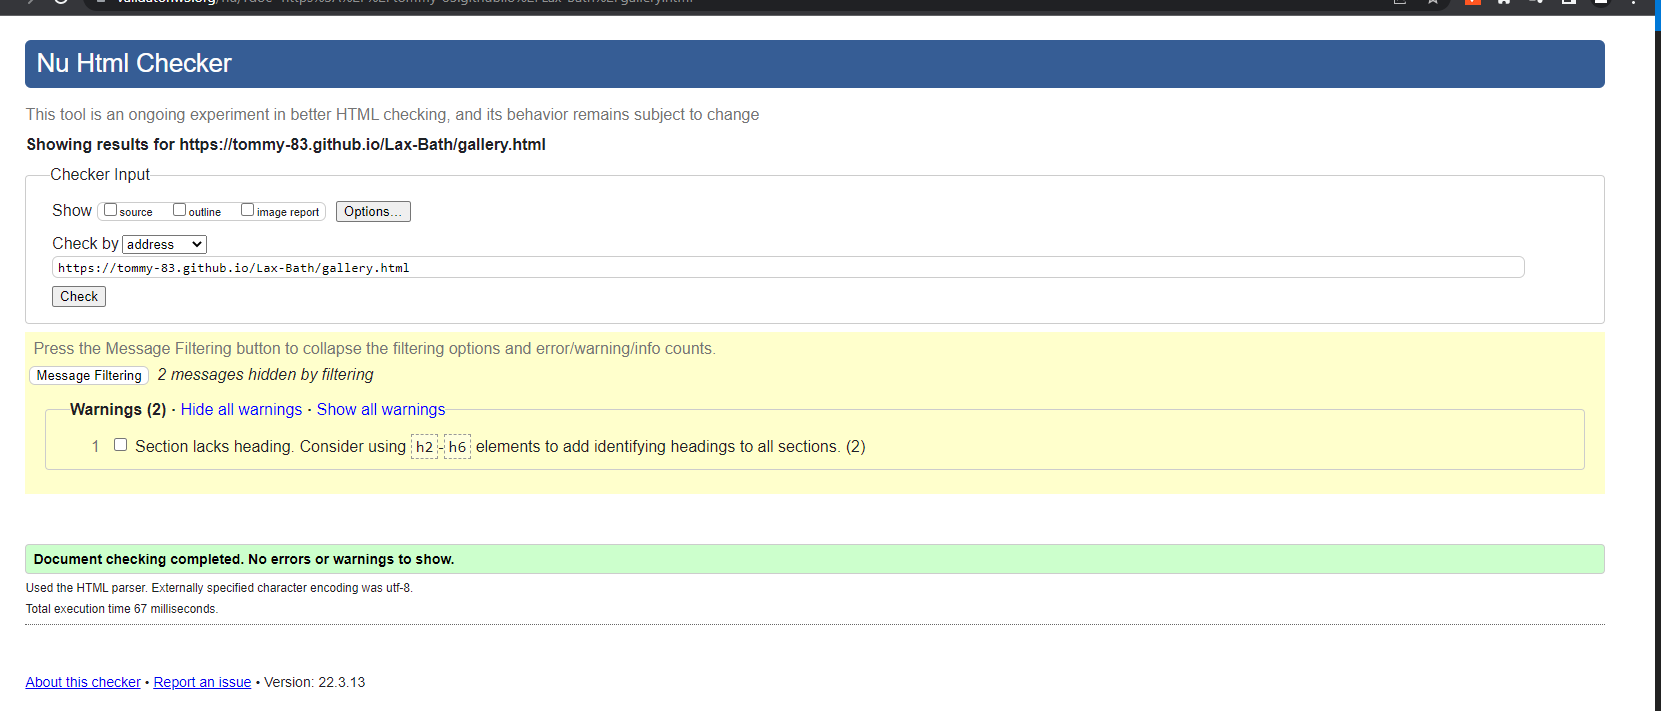 Nu Html Checker
This tool is an ongoing experiment in better HTML checking, and its behavior remains subject to change
Showing results for https://tommy-83.github.io/Lax-Bath/gallery.html
Checker Input
Show source outline image report Options...
Check by address
https://tommy-83.github.io/Lax-Bath/gallery.html
Check
Press the Message Filtering button to collapse the filtering options and error/warning/info counts.
Message Filtering 2 messages hidden by filtering
Warnings (2) · Hide all warnings · Show all warnings
1 Section lacks heading. Consider using h2-h6 elements to add identifying headings to all sections. (2)
Document checking completed. No errors or warnings to show.
Used the HTML parser. Externally specified character encoding was utf-8.
Total execution time 67 milliseconds.
About this checker • Report an issue • Version: 22.3.13